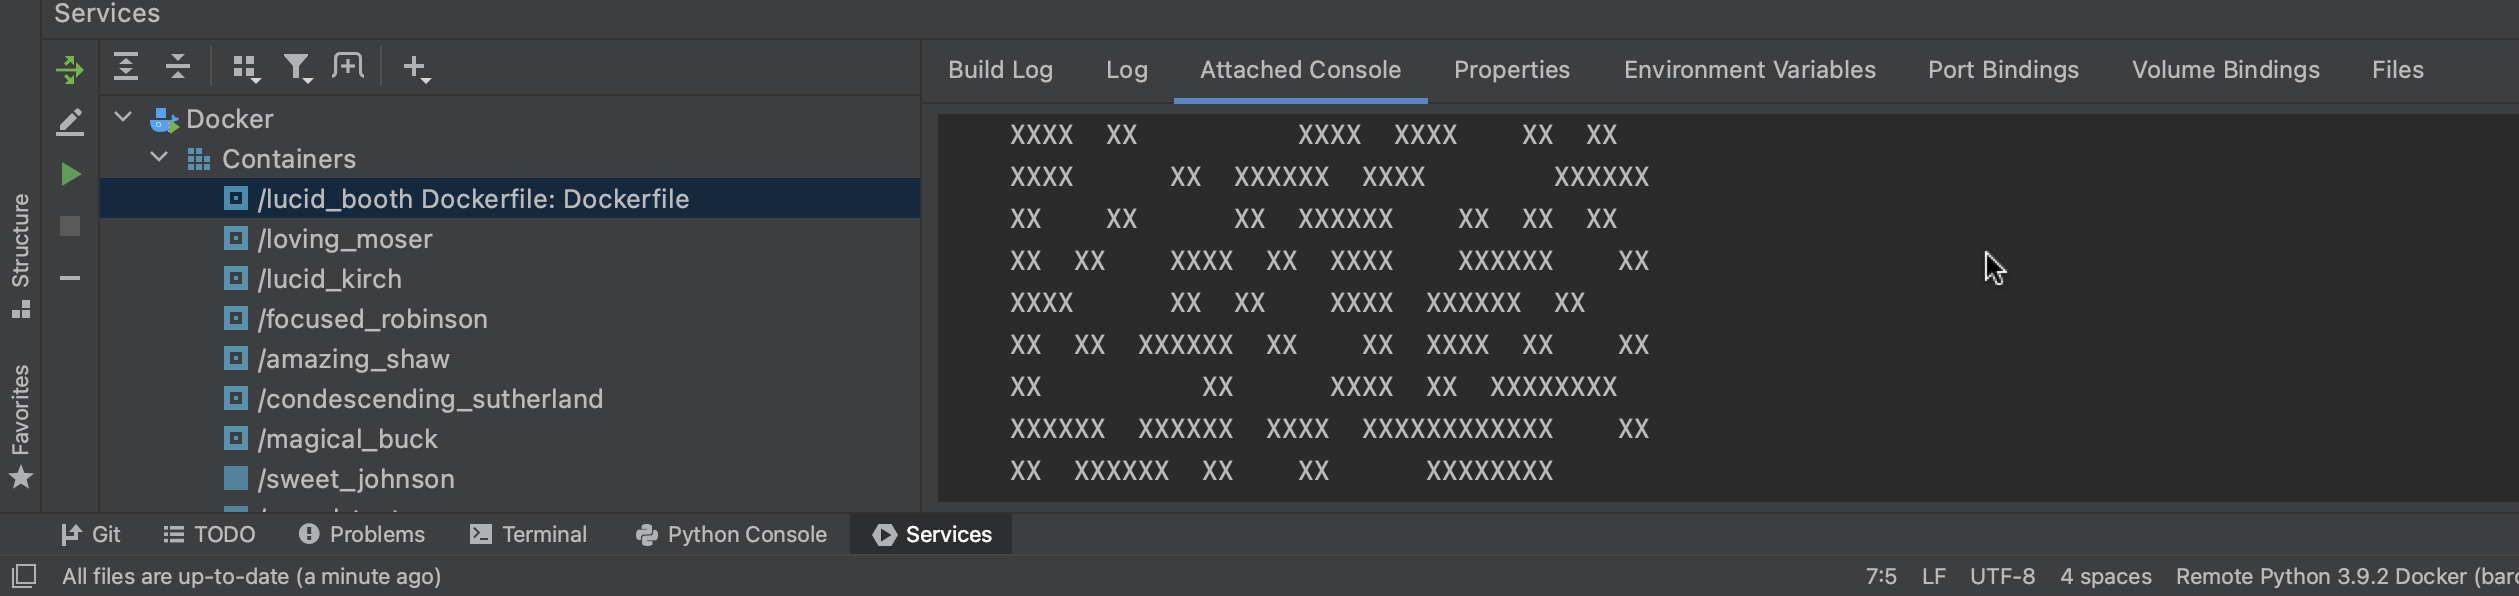 Services
Build Log Log Attached Console Properties Environment Variables Port Bindings Volume Bindings Files
Docker
Containers
/lucid_booth Dockerfile: Dockerfile
/loving_moser
/lucid_kirch
/focused_robinson
/amazing_shaw
/condescending_sutherland
/magical_buck
/sweet_johnson
XXXX  XX          XXXX  XXXX    XX  XX
XXXX      XX  XXXXXX  XXXX        XXXXXX
XX    XX      XX  XXXXXX    XX  XX  XX
XX  XX    XXXX  XX  XXXX    XXXXXX    XX
XXXX      XX  XX    XXXX  XXXXXX  XX
XX  XX  XXXXXX  XX    XX  XXXX  XX    XX
XX          XX      XXXX  XX  XXXXXXXX
XXXXXX  XXXXXX  XXXX  XXXXXXXXXXXX    XX
XX  XXXXXX  XX    XX      XXXXXXXX
Structure
Favorites
Git TODO Problems Terminal Python Console Services
All files are up-to-date (a minute ago) 7:5 LF UTF-8 4 spaces Remote Python 3.9.2 Docker